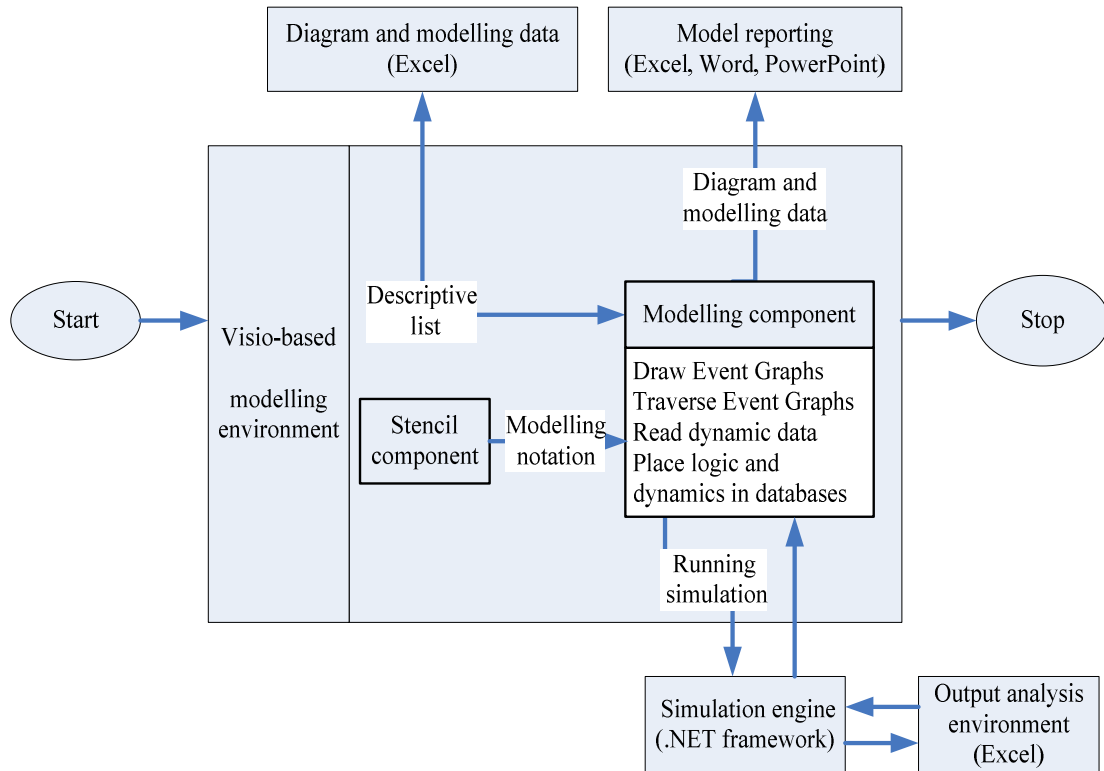 Diagram and modelling data
(Excel)
Model reporting
(Excel, Word, PowerPoint)
Diagram and
modelling data
Start
Visio-based
modelling
environment
Descriptive
list
Modelling component
Stop
Draw Event Graphs
Traverse Event Graphs
Read dynamic data
Place logic and
dynamics in databases
Stencil
component
Modelling
notation
Running
simulation
Simulation engine
(.NET framework)
Output analysis
environment
(Excel)